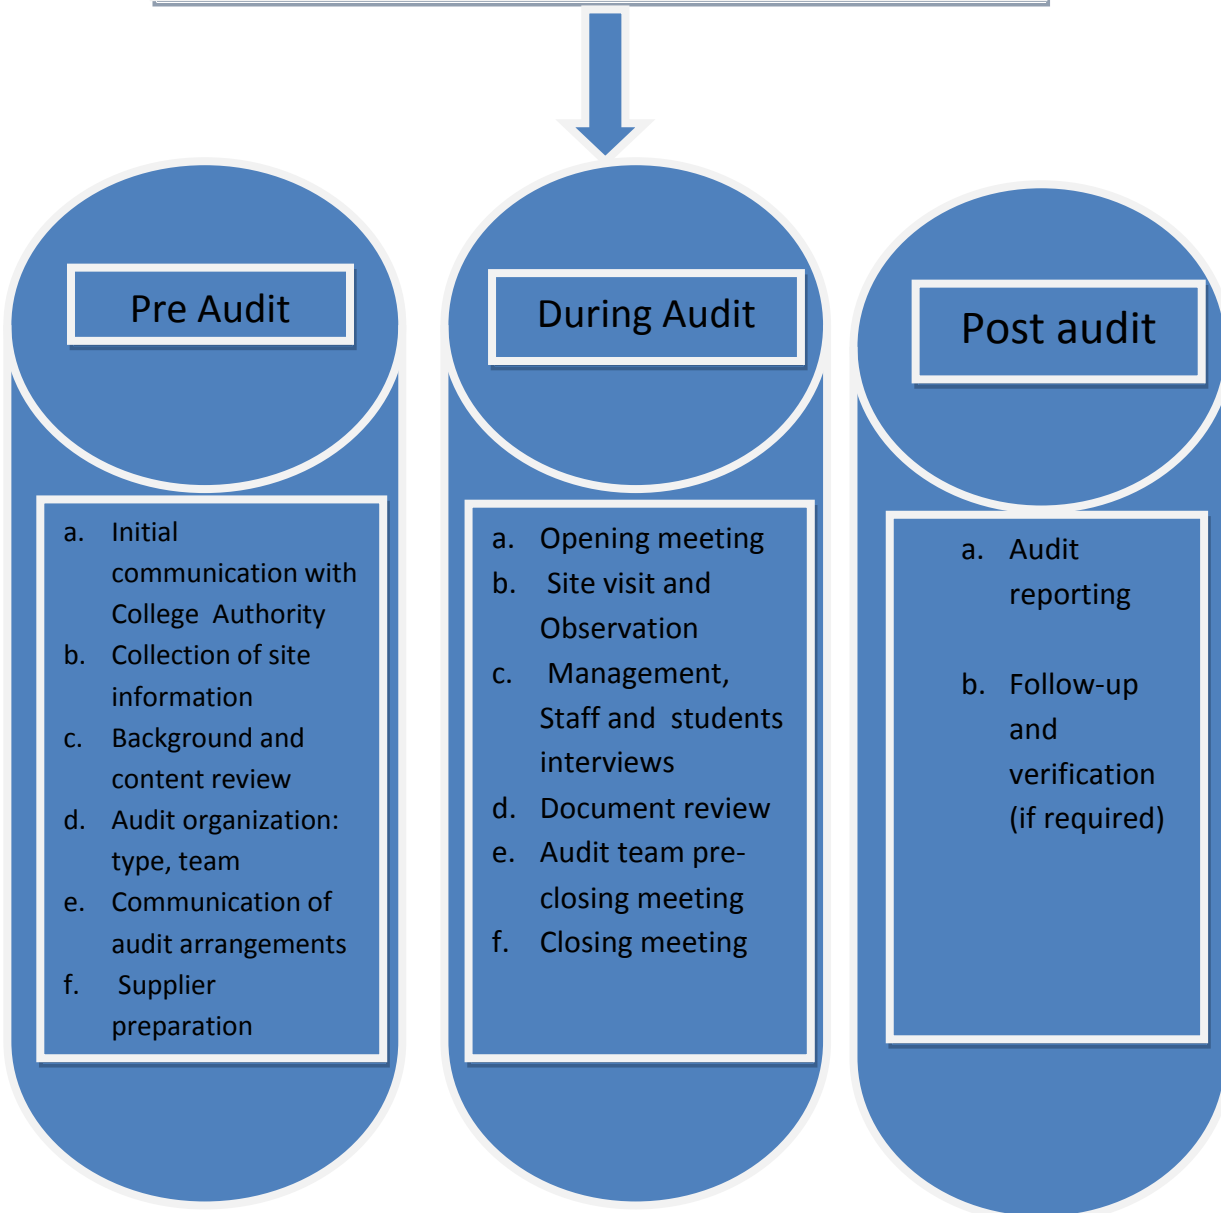 Pre Audit
a. Initial
communication with
College Authority
b. Collection of site
information
c. Background and
content review
d. Audit organization:
type, team
e. Communication of
audit arrangements
f. Supplier
preparation
During Audit
a. Opening meeting
b. Site visit and
Observation
c. Management,
Staff and students
interviews
d. Document review
e. Audit team pre-
closing meeting
f. Closing meeting
Post audit
a. Audit
reporting
b. Follow-up
and
verification
(if required)